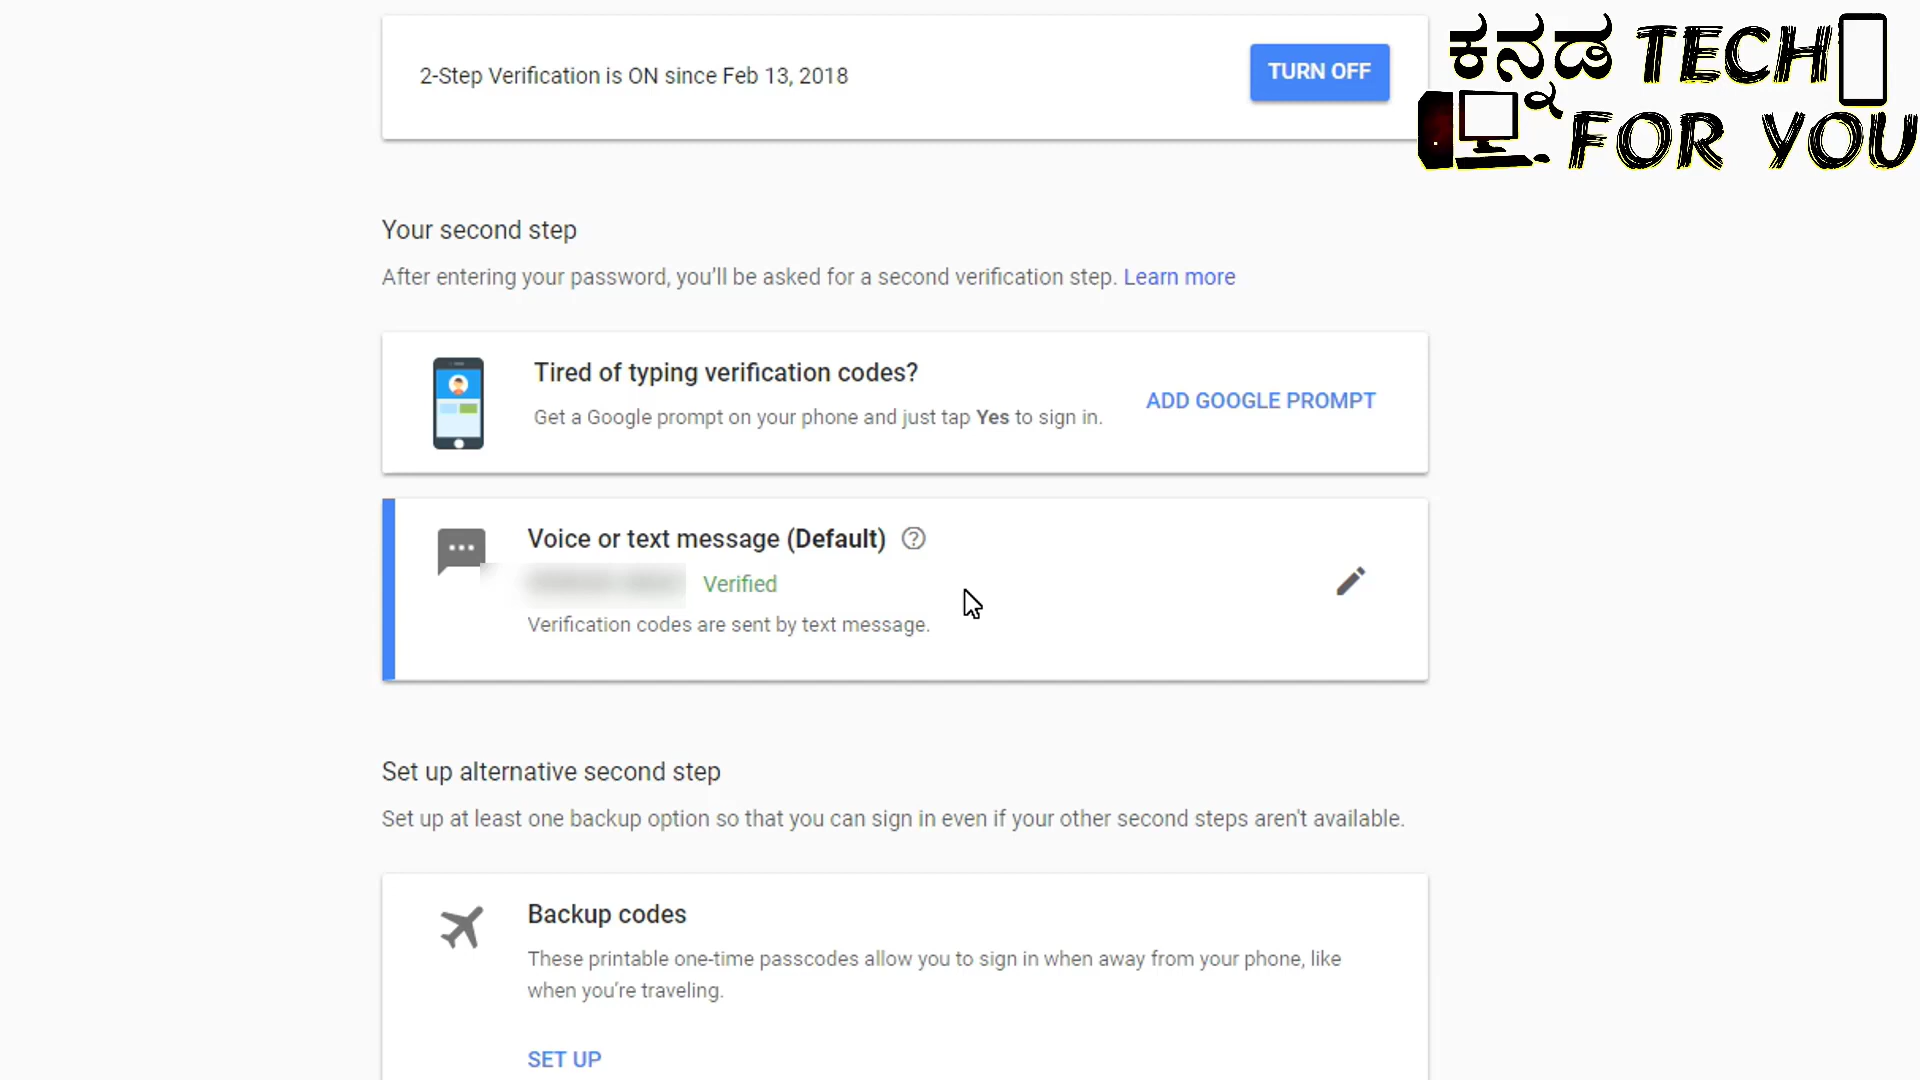 2-Step Verification is ON since Feb 13, 2018
TURN OFF
ಕನ್ನಡ TECH
FOR YOU
Your second step
After entering your password, you'll be asked for a second verification step. Learn more
Tired of typing verification codes?
Get a Google prompt on your phone and just tap Yes to sign in.
ADD GOOGLE PROMPT
Voice or text message (Default)
Verified
Verification codes are sent by text message.
Set up alternative second step
Set up at least one backup option so that you can sign in even if your other second steps aren't available.
Backup codes
These printable one-time passcodes allow you to sign in when away from your phone, like
when you're traveling.
SET UP